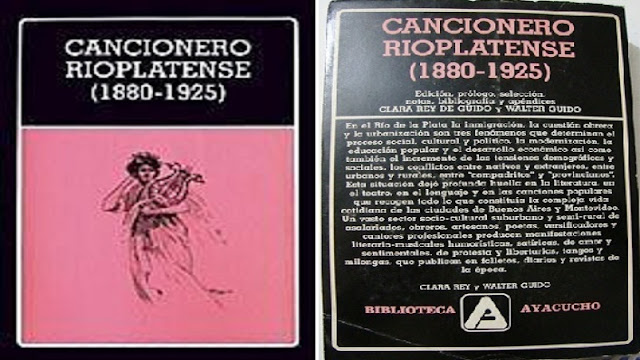 CANCIONERO
RIOPLATENSE
(1880-1925)
CANCIONERO
RIOPLATENSE
(1880-1925)
Edición, prólogo, selección,
notas, bibliografía y apéndices
CLARA REY DE GUIDO y WALTER GUIDO
En el Río de la Plata la inmigración, la cuestión obrera
y la urbanización son tres fenómenos que determinan el
proceso social, cultural y político, la modernización, la
educación popular y el desarrollo económico así como
también el incremento de las tensiones demográficas y
sociales, los conflictos entre nativos y extranjeros, entre
urbanos y rurales, entre "compadritos" y "provincianos".
Esta situación dejó profunda huella en la literatura, en
el teatro, en el lenguaje y en las canciones populares
que recogen todo lo que constituía la compleja vida
cotidiana de las ciudades de Buenos Aires y Montevideo.
Un vasto sector socio-cultural suburbano y semi-rural de
asalariados, obreros, artesanos, poetas, versificadores y
cantores profesionales producen manifestaciones
literario-musicales humorísticas, satíricas, de amor y
sentimentales, de protesta y libertarias, tangos y
milongas, que publican en folletos, diarios y revistas de
la época.
CLARA REY y WALTER GUIDO
BIBLIOTECA A AYACUCHO